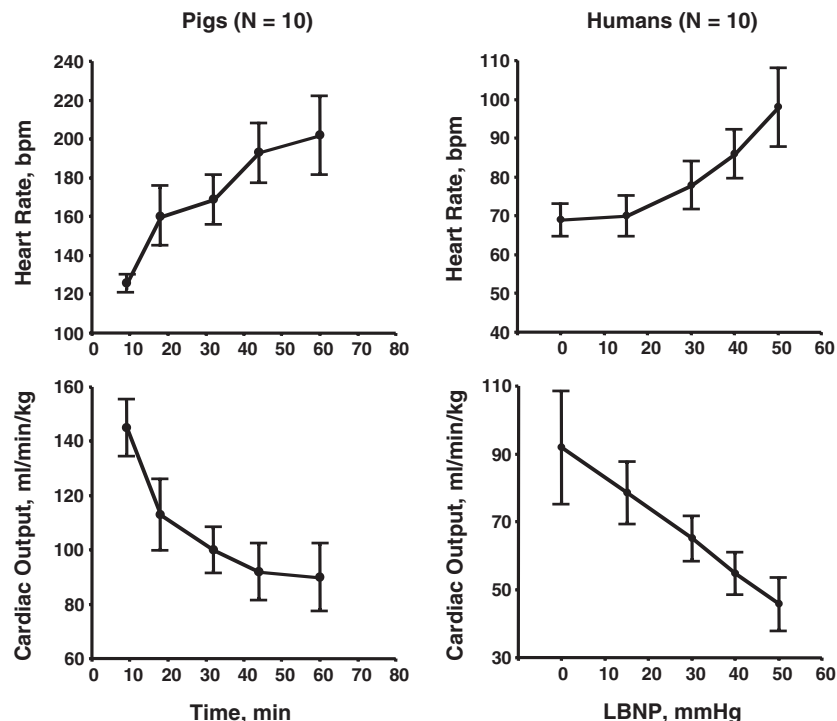 Pigs (N = 10)
Humans (N = 10)
Heart Rate, bpm
240
220
200
180
160
140
120
100
0 10 20 30 40 50 60 70 80
Heart Rate, bpm
110
100
90
80
70
60
50
40
0 10 20 30 40 50 60
Cardiac Output, ml/min/kg
160
140
120
100
80
60
0 10 20 30 40 50 60 70 80
Time, min
Cardiac Output, ml/min/kg
110
90
70
50
30
0 10 20 30 40 50 60
LBNP, mmHg